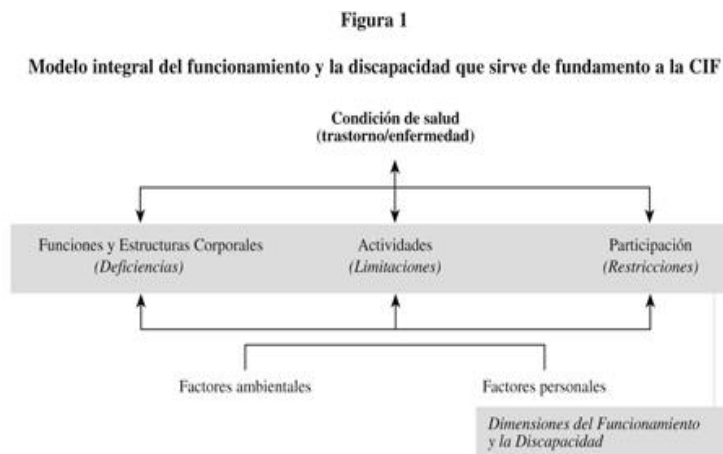 Figura 1
Modelo integral del funcionamiento y la discapacidad que sirve de fundamento a la CIF
Condición de salud
(trastorno/enfermedad)
Funciones y Estructuras Corporales
(Deficiencias)
Actividades
(Limitaciones)
Participación
(Restricciones)
Factores ambientales
Factores personales
Dimensiones del Funcionamiento
y la Discapacidad